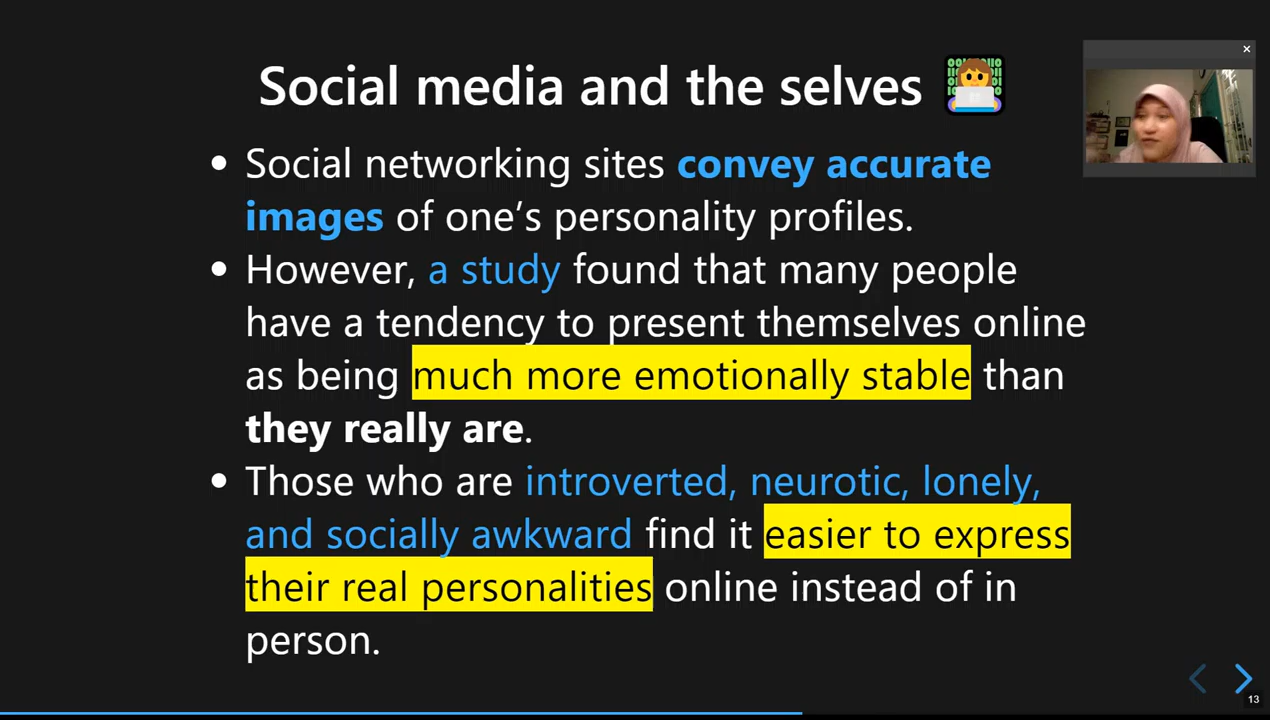 Social media and the selves
• Social networking sites convey accurate
images of one’s personality profiles.
• However, a study found that many people
have a tendency to present themselves online
as being much more emotionally stable than
they really are.
• Those who are introverted, neurotic, lonely,
and socially awkward find it easier to express
their real personalities online instead of in
person.
13